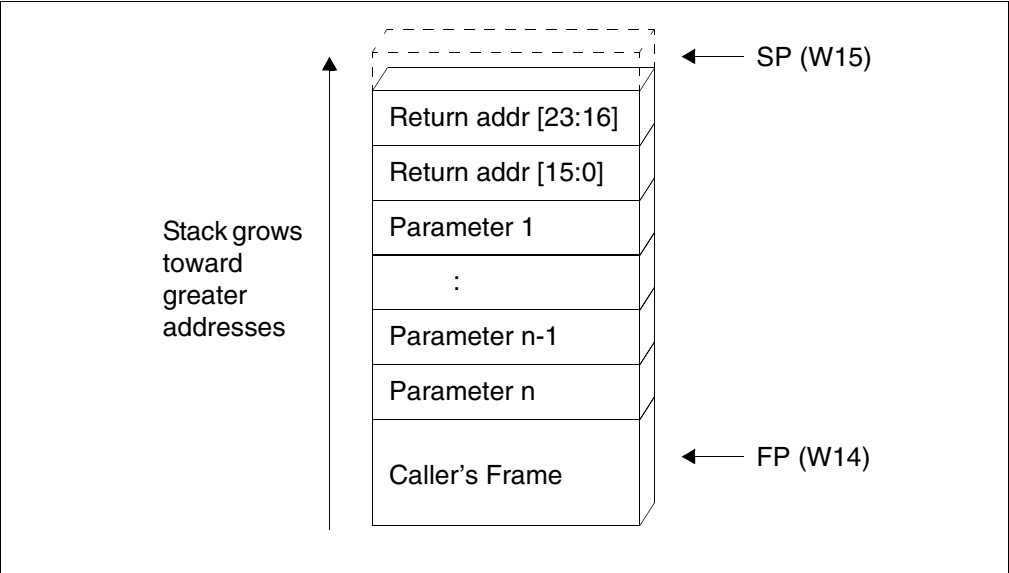 SP (W15)
Return addr [23:16]
Return addr [15:0]
Parameter 1
:
Parameter n-1
Parameter n
Caller's Frame
FP (W14)
Stack grows
toward
greater
addresses